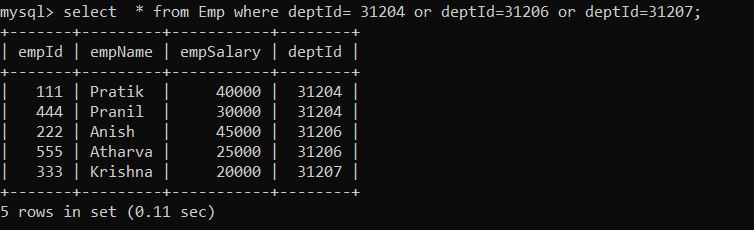 mysql> select  * from Emp where deptId= 31204 or deptId=31206 or deptId=31207;
+-------+---------+-----------+--------+
| empId | empName | empSalary | deptId |
+-------+---------+-----------+--------+
|   111 | Pratik  |     40000 |  31204 |
|   444 | Pranil  |     30000 |  31204 |
|   222 | Anish   |     45000 |  31206 |
|   555 | Atharva |     25000 |  31206 |
|   333 | Krishna |     20000 |  31207 |
+-------+---------+-----------+--------+
5 rows in set (0.11 sec)